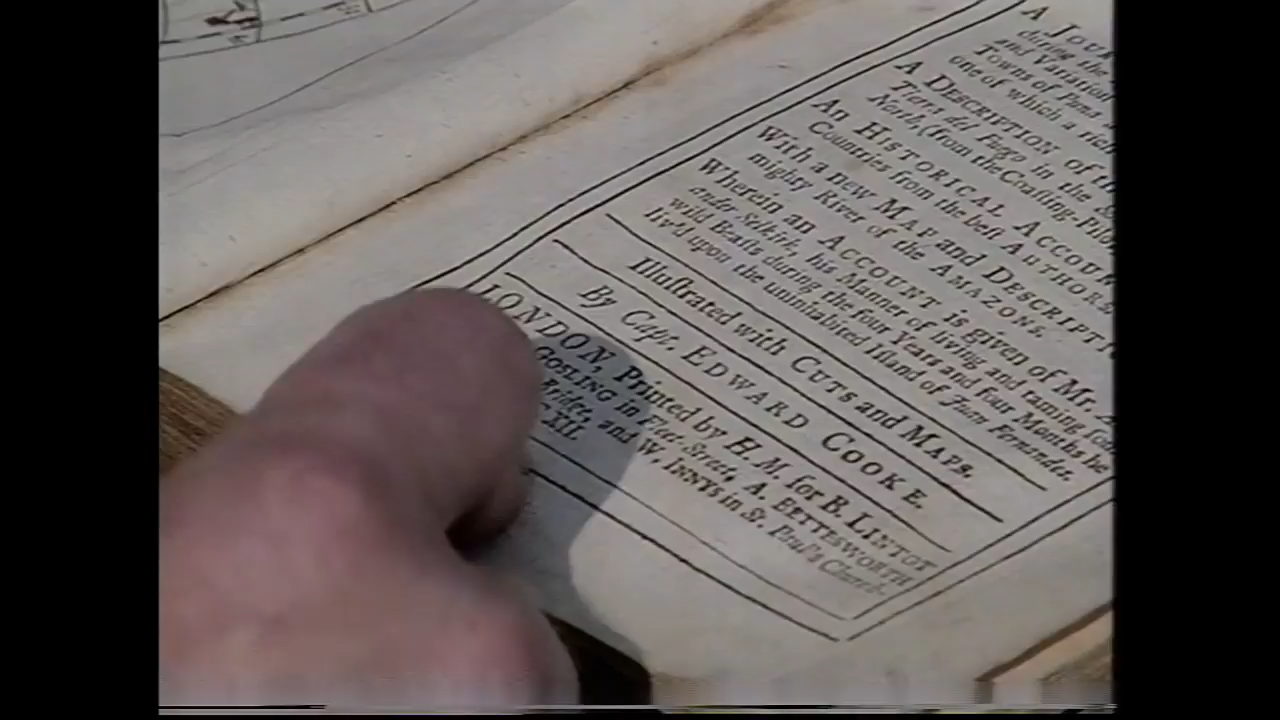 A JOUR
during the
and Variation
Towns of Puna
one of which a rich
A DESCRIPTION of th
Tierra del Fuego in the
North, (from the Coasting-Pilo
An HISTORICAL ACCOUN
Countries from the beſt AUTHORS
With a new MAP and DESCRIPTI
mighty River of the AMAZONS.
Wherein an ACCOUNT is given of Mr. A
ander Selkirk, his Manner of living and taming ſom
wild Beaſts during the four Years and four Months he
liv'd upon the uninhabited Iſland of Juan Fernandes.
Illuſtrated with CUTS and MAPS.
By Capt. EDWARD COOKE.
LONDON, Printed by H. M. for B. LINTOT
GOSLING in Fleet-Street, A. BETTESWORTH
Bridge, and W. INNYS in St. Paul's Church.
XII.